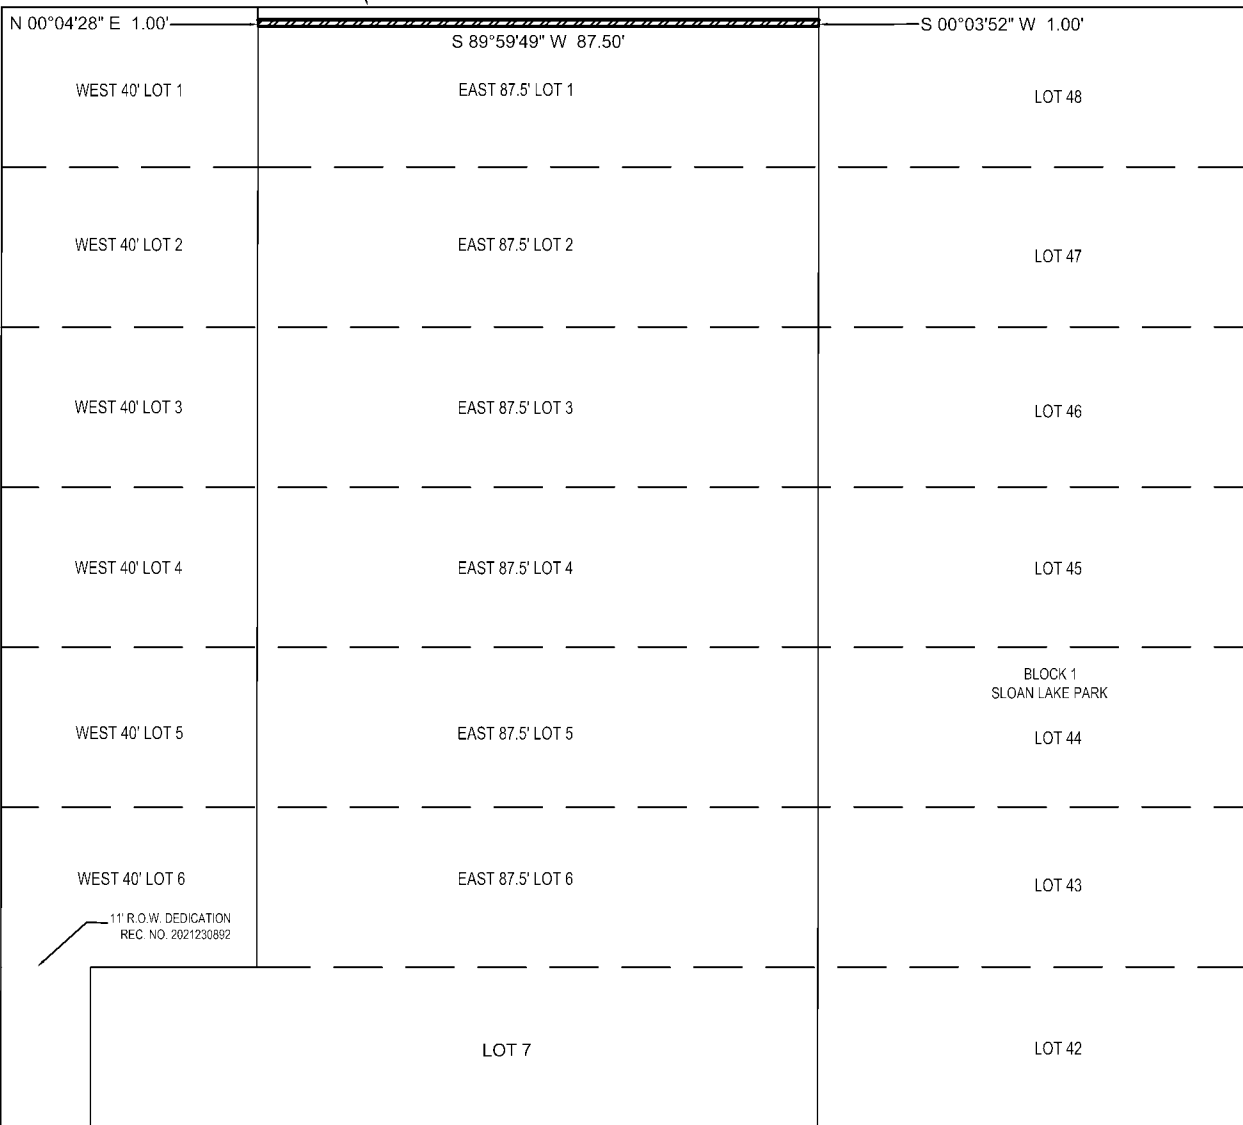 N 00°04'28" E 1.00'
S 00°03'52" W 1.00'
S 89°59'49" W 87.50'
WEST 40' LOT 1
EAST 87.5' LOT 1
LOT 48
WEST 40' LOT 2
EAST 87.5' LOT 2
LOT 47
WEST 40' LOT 3
EAST 87.5' LOT 3
LOT 46
WEST 40' LOT 4
EAST 87.5' LOT 4
LOT 45
BLOCK 1
SLOAN LAKE PARK
WEST 40' LOT 5
EAST 87.5' LOT 5
LOT 44
WEST 40' LOT 6
EAST 87.5' LOT 6
LOT 43
11' R.O.W. DEDICATION
REC. NO. 2021230892
LOT 7
LOT 42